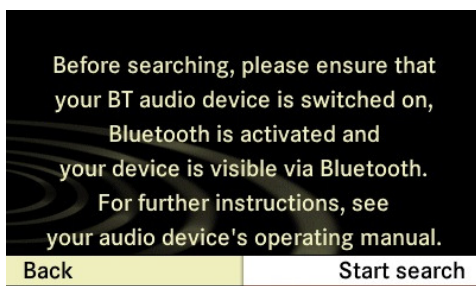 Before searching, please ensure that
your BT audio device is switched on,
Bluetooth is activated and
your device is visible via Bluetooth.
For further instructions, see
your audio device's operating manual.
Back Start search